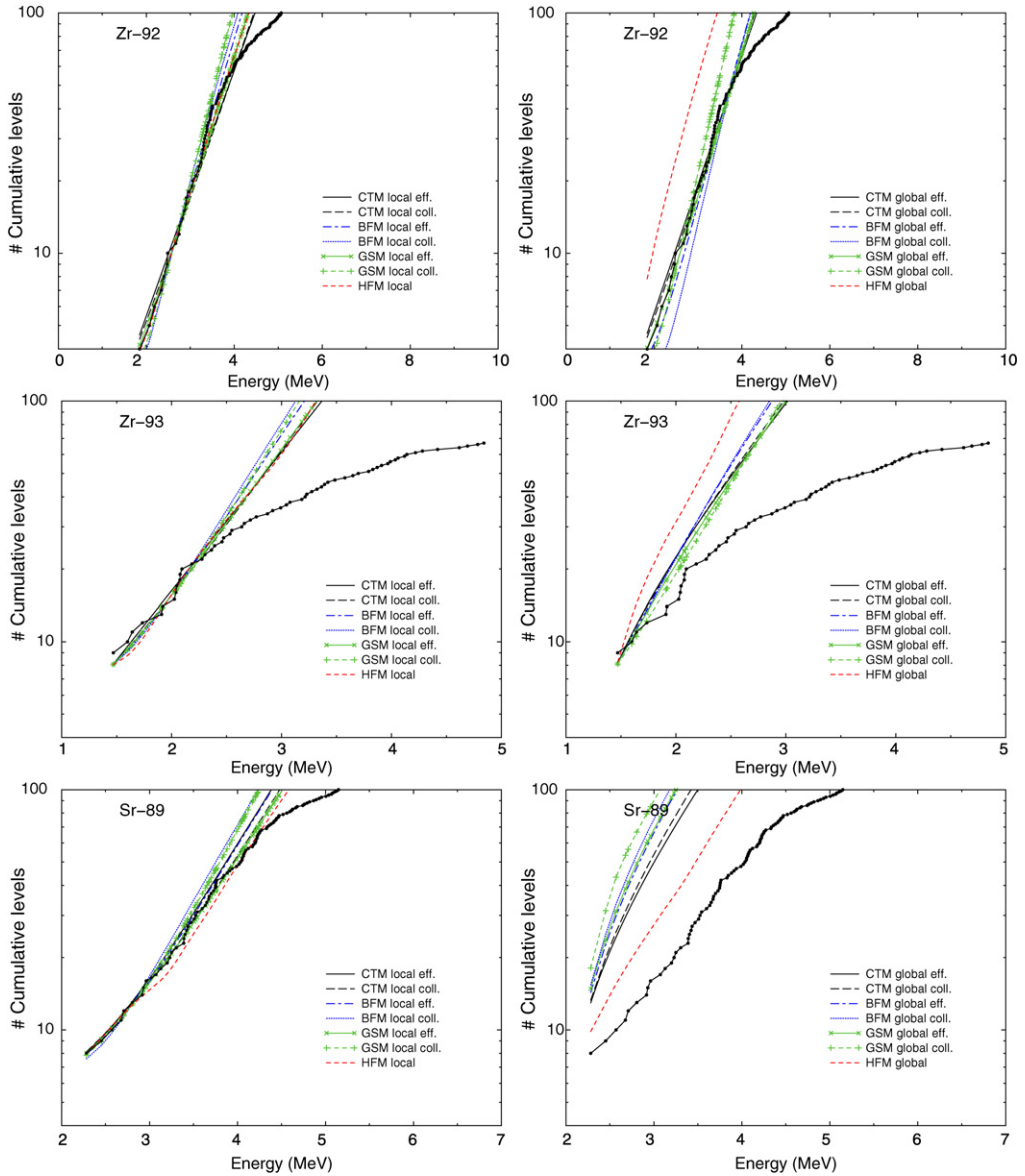 100
10
# Cumulative levels
Zr-92
CTM local eff.
CTM local coll.
BFM local eff.
BFM local coll.
GSM local eff.
GSM local coll.
HFM local
0 2 4 6 8 10
Energy (MeV)
100
10
# Cumulative levels
Zr-92
CTM global eff.
CTM global coll.
BFM global eff.
BFM global coll.
GSM global eff.
GSM global coll.
HFM global
0 2 4 6 8 10
Energy (MeV)
100
10
# Cumulative levels
Zr-93
CTM local eff.
CTM local coll.
BFM local eff.
BFM local coll.
GSM local eff.
GSM local coll.
HFM local
1 2 3 4 5
Energy (MeV)
100
10
# Cumulative levels
Zr-93
CTM global eff.
CTM global coll.
BFM global eff.
BFM global coll.
GSM global eff.
GSM global coll.
HFM global
1 2 3 4 5
Energy (MeV)
100
10
# Cumulative levels
Sr-89
CTM local eff.
CTM local coll.
BFM local eff.
BFM local coll.
GSM local eff.
GSM local coll.
HFM local
2 3 4 5 6 7
Energy (MeV)
100
10
# Cumulative levels
Sr-89
CTM global eff.
CTM global coll.
BFM global eff.
BFM global coll.
GSM global eff.
GSM global coll.
HFM global
2 3 4 5 6 7
Energy (MeV)